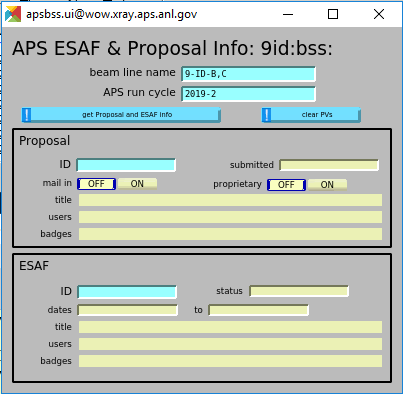 apsbss.ui@wow.xray.aps.anl.gov
APS ESAF & Proposal Info: 9id:bss:
beam line name 9-ID-B,C
APS run cycle 2019-2
! get Proposal and ESAF info ! clear PVs
Proposal
ID submitted
mail in OFF ON proprietary OFF ON
title
users
badges
ESAF
ID status
dates to
title
users
badges